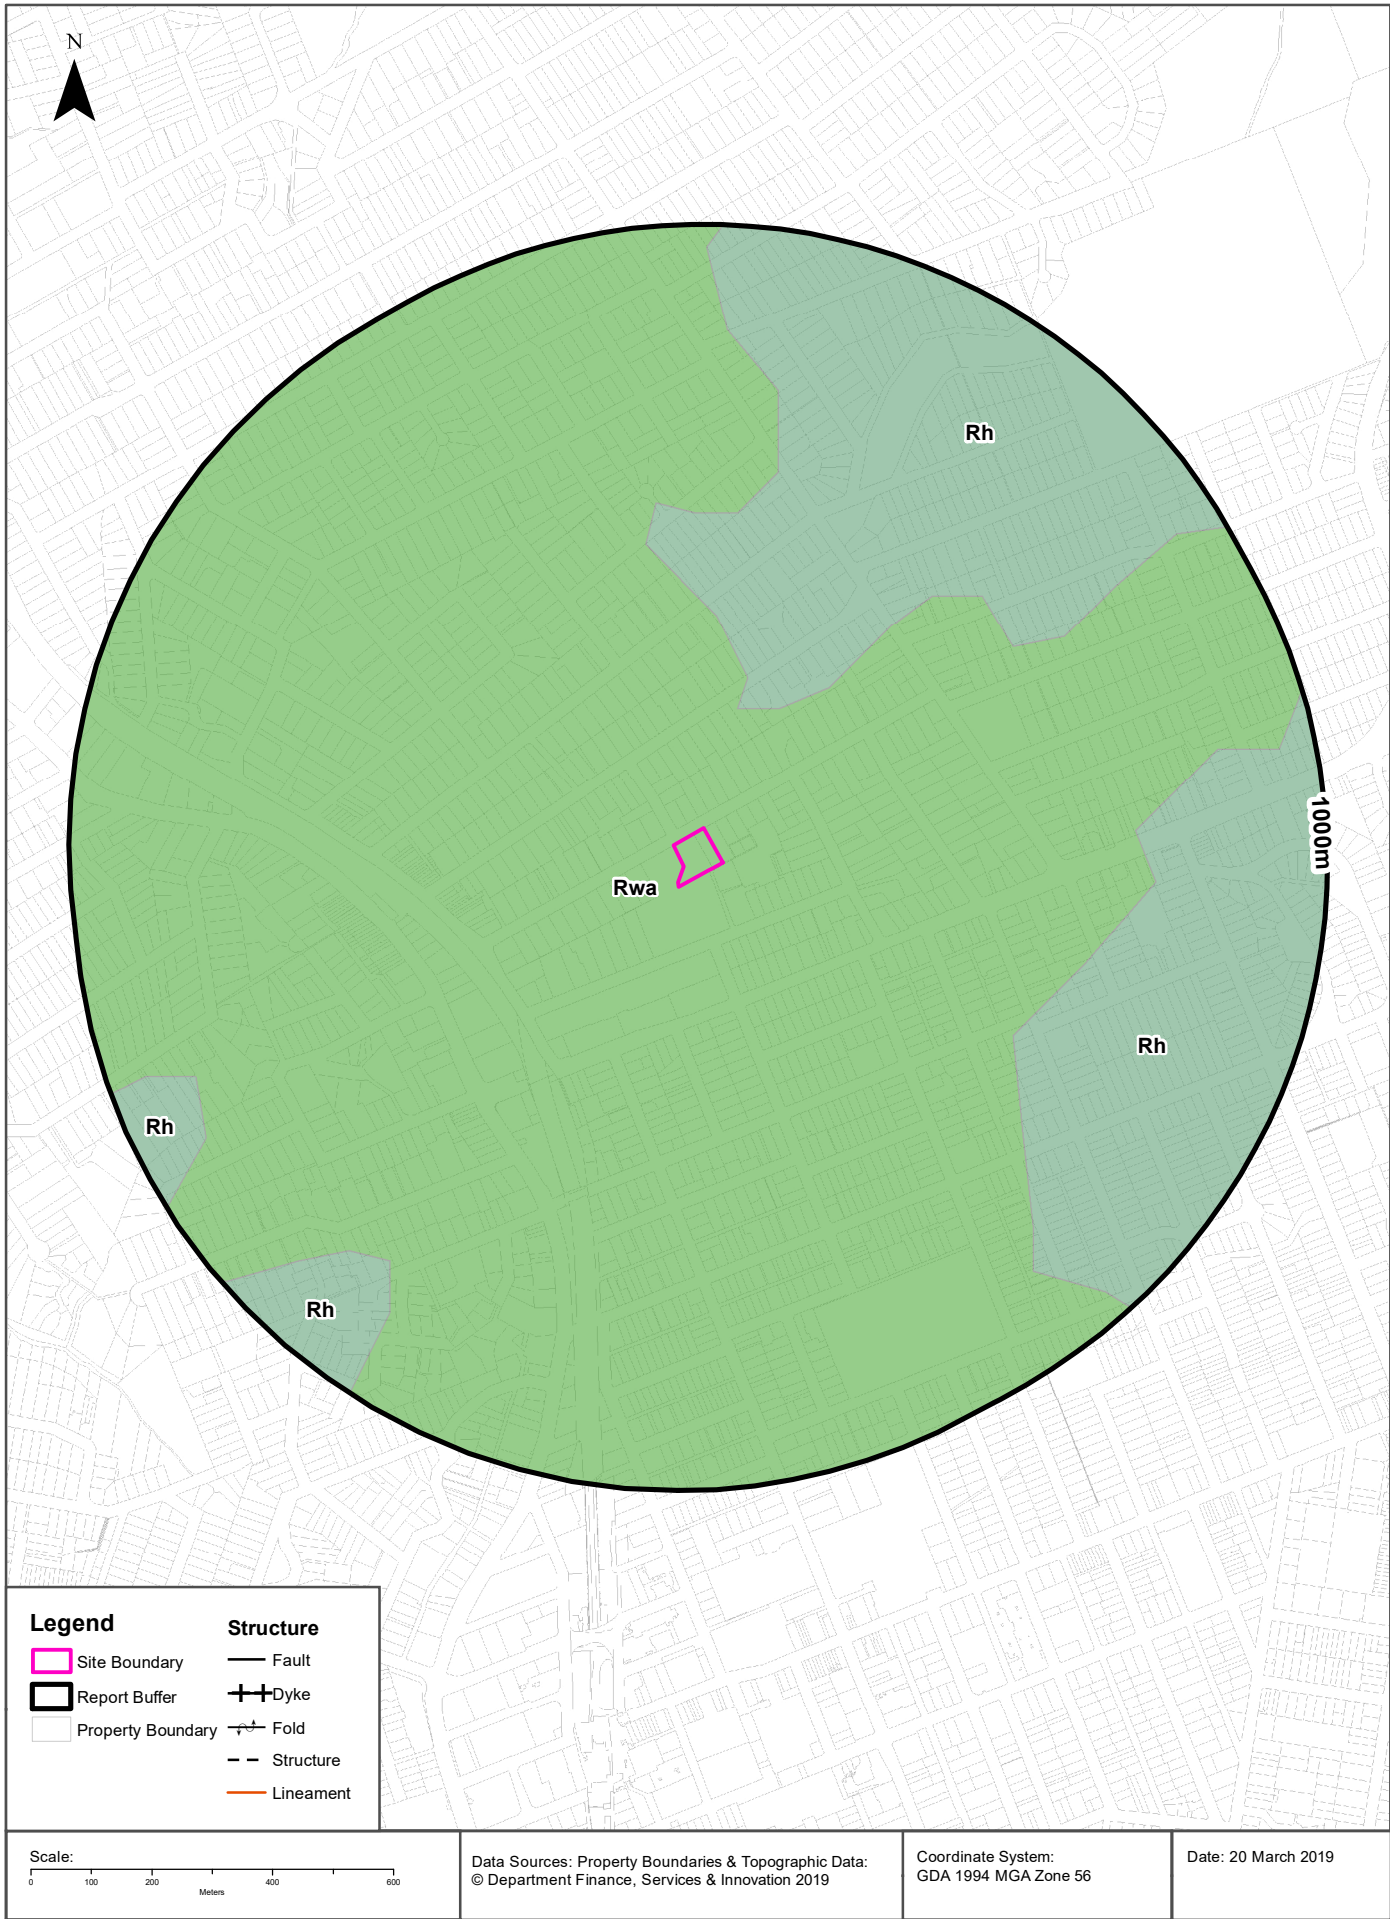 N
Rh
1000m
Rwa
Rh
Rh
Rh
Legend
Site Boundary
Report Buffer
Property Boundary
Structure
Fault
Dyke
Fold
Structure
Lineament
Scale:
0 100 200 400 600
Meters
Data Sources: Property Boundaries & Topographic Data:
© Department Finance, Services & Innovation 2019
Coordinate System:
GDA 1994 MGA Zone 56
Date: 20 March 2019